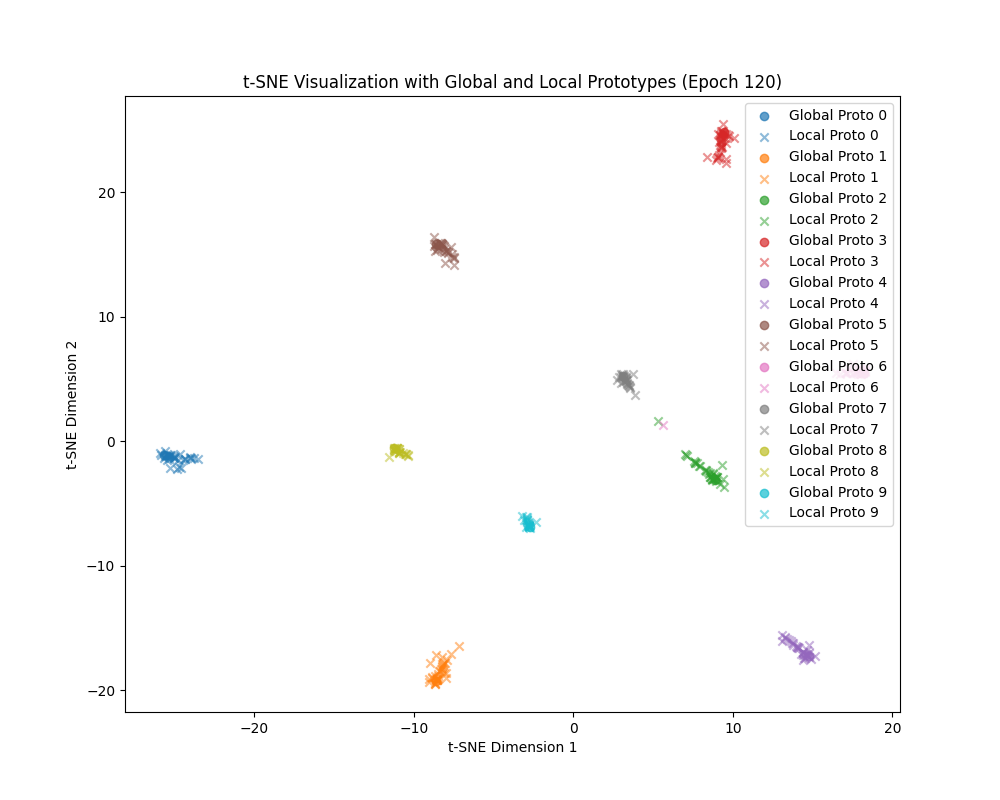 t-SNE Visualization with Global and Local Prototypes (Epoch 120)
Global Proto 0
Local Proto 0
Global Proto 1
Local Proto 1
Global Proto 2
Local Proto 2
Global Proto 3
Local Proto 3
Global Proto 4
Local Proto 4
Global Proto 5
Local Proto 5
Global Proto 6
Local Proto 6
Global Proto 7
Local Proto 7
Global Proto 8
Local Proto 8
Global Proto 9
Local Proto 9
t-SNE Dimension 2
20
10
0
−10
−20
−20
−10
0
10
20
t-SNE Dimension 1